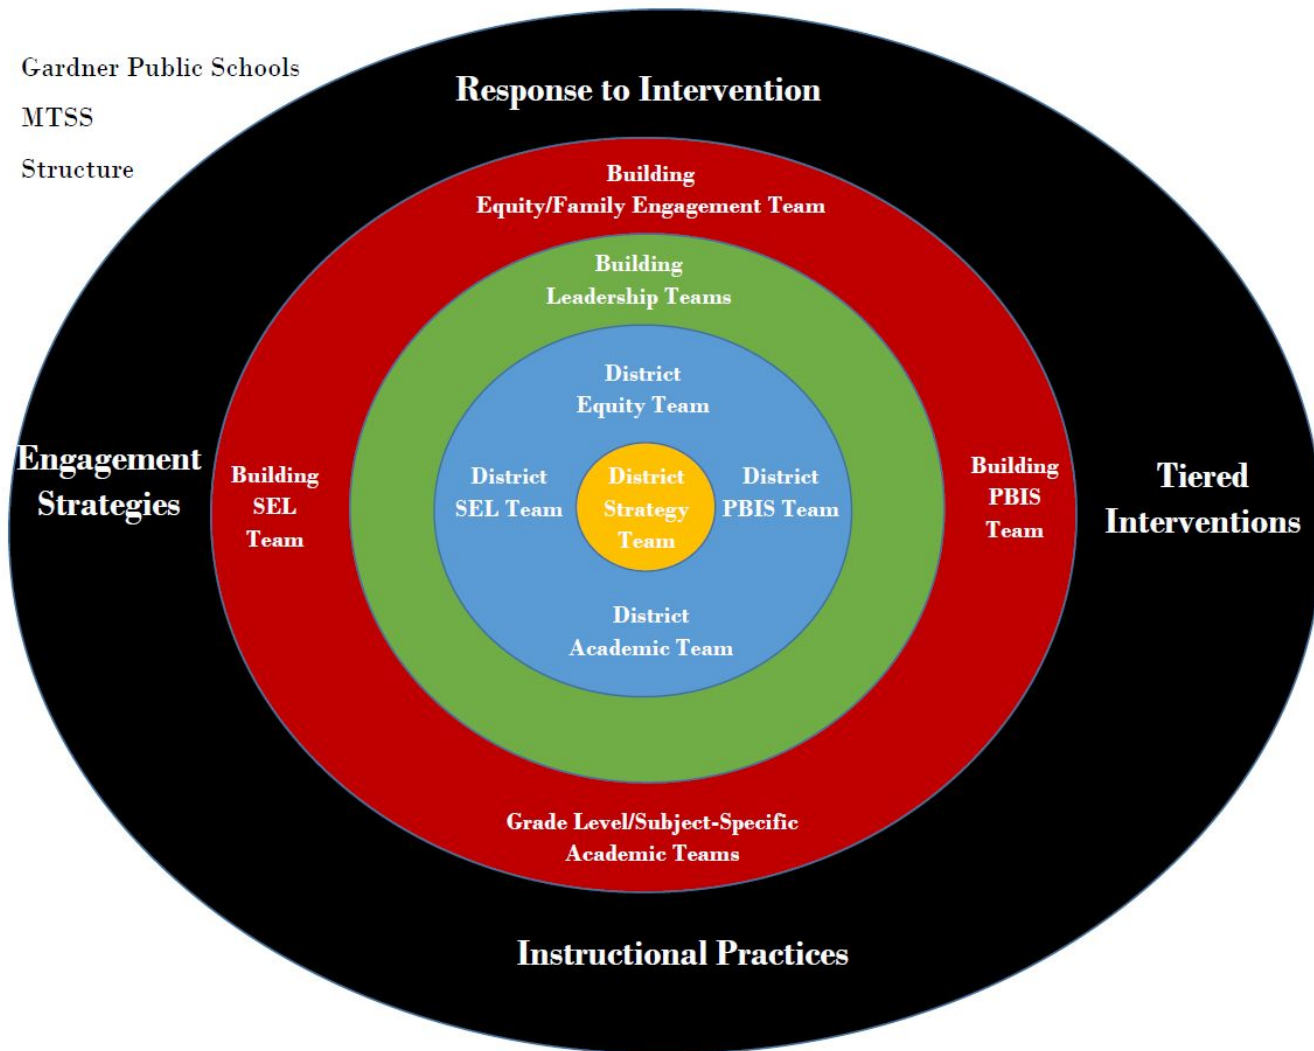 Gardner Public Schools
MTSS
Structure
Response to Intervention
Building
Equity/Family Engagement Team
Building
Leadership Teams
District
Equity Team
Engagement
Strategies
Building
SEL
Team
District
SEL Team
District
Strategy
Team
District
PBIS Team
Building
PBIS
Team
Tiered
Interventions
District
Academic Team
Grade Level/Subject-Specific
Academic Teams
Instructional Practices